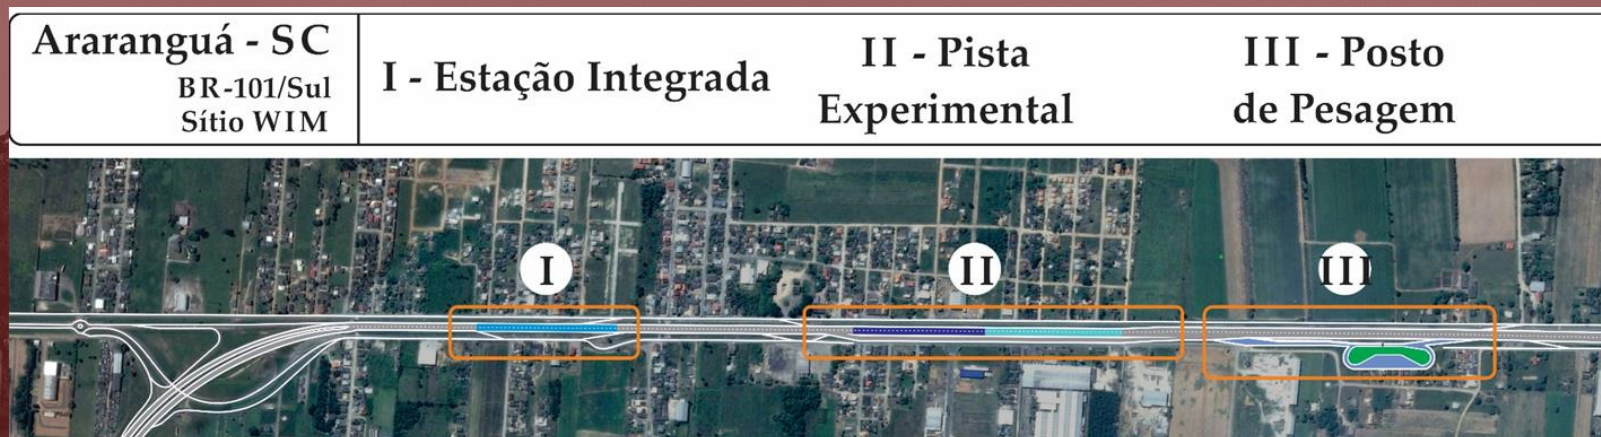 Araranguá - SC
BR-101/Sul
Sítio WIM
I - Estação Integrada
II - Pista
Experimental
III - Posto
de Pesagem
I
II
III